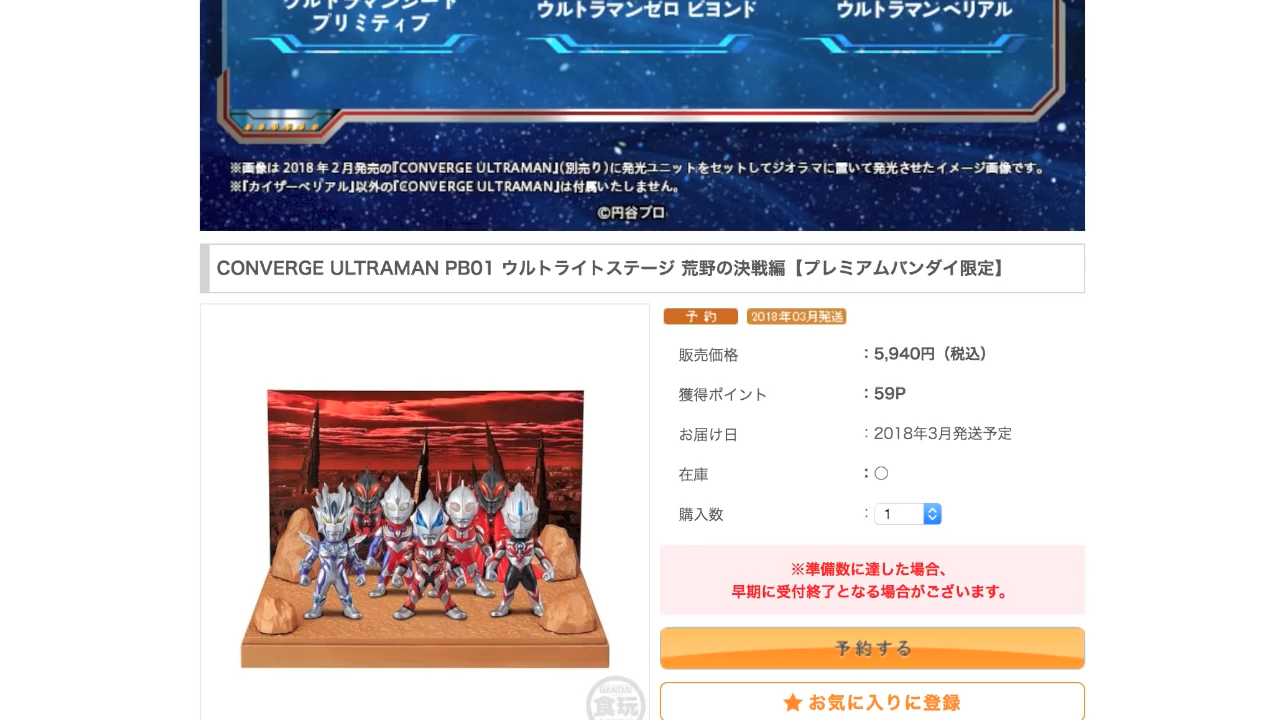 ウルトラマンジード
プリミティブ
ウルトラマンゼロ ビヨンド
ウルトラマンベリアル
※画像は 2018 年 2 月発売の『CONVERGE ULTRAMAN』(別売り)に発光ユニットをセットしてジオラマに置いて発光させたイメージ画像です。
※『カイザーベリアル』以外の『CONVERGE ULTRAMAN』は付属いたしません。
©円谷プロ
CONVERGE ULTRAMAN PB01 ウルトライトステージ 荒野の決戦編【プレミアムバンダイ限定】
予 約 2018年03月発送
販売価格 : 5,940円（税込）
獲得ポイント : 59P
お届け日 : 2018年3月発送予定
在庫 : ○
購入数 : 1
※準備数に達した場合、
早期に受付終了となる場合がございます。
予約する
★ お気に入りに登録
BANDAI
食玩